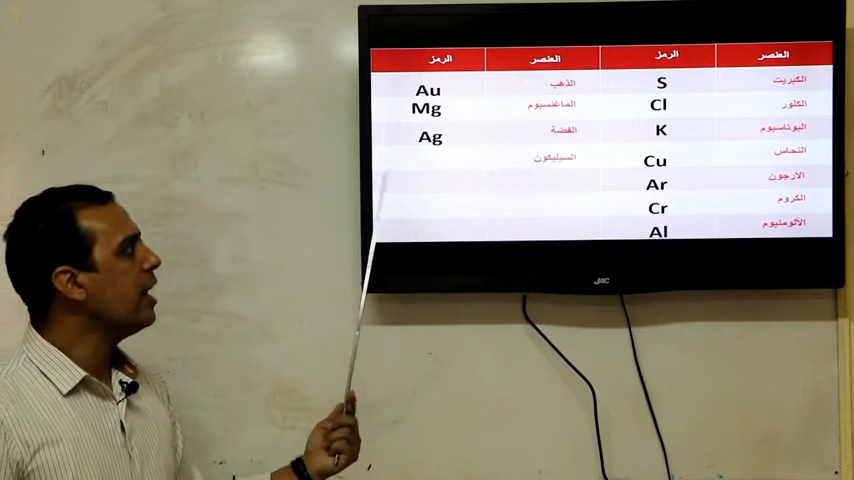 العنصر الرمز العنصر الرمز
الكبريت S الذهب Au
الكلور Cl الماغنسيوم Mg
البوتاسيوم K الفضة Ag
النحاس Cu السيليكون
الأرجون Ar
الكروم Cr
الألومنيوم Al
JAC